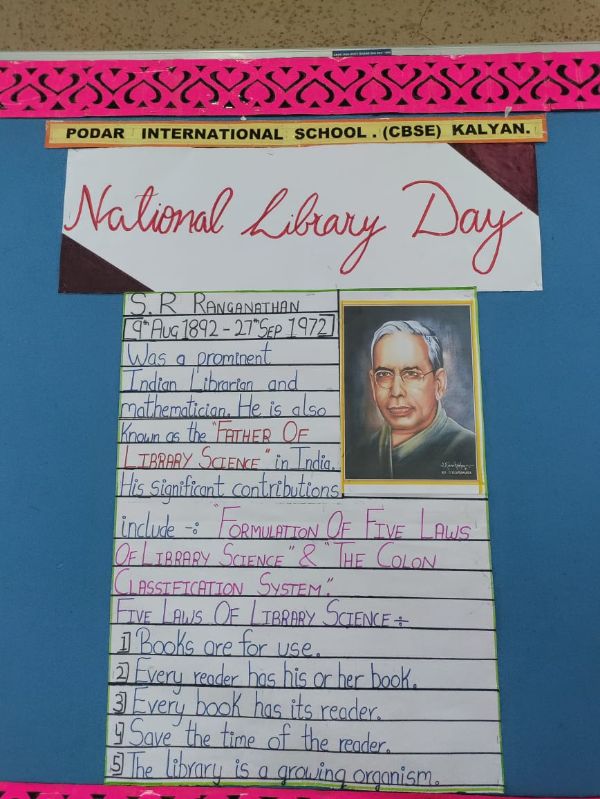 PODAR INTERNATIONAL SCHOOL . (CBSE) KALYAN.
National Library Day
S. R RANGANATHAN
9th AUG 1892 - 27th SEP 1972
Was a prominent
Indian Librarian and
mathematician. He is also
Known as the "FATHER OF
LIBRARY SCIENCE" in India.
His significant contributions
include -: "FORMULATION OF FIVE LAWS
OF LIBRARY SCIENCE" & "THE COLON
CLASSIFICATION SYSTEM".
FIVE LAWS OF LIBRARY SCIENCE÷
1] Books are for use.
2] Every reader has his or her book.
3] Every book has its reader.
4] Save the time of the reader.
5] The library is a growing organism.